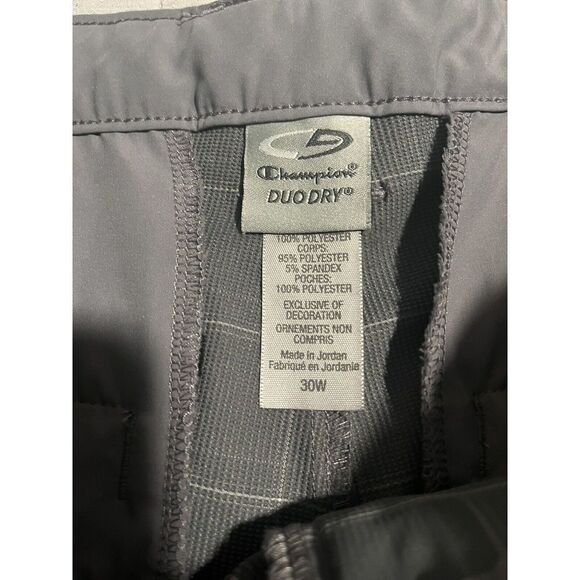 Champion®
DUO DRY®
100% POLYESTER
CORPS:
95% POLYESTER
5% SPANDEX
POCHES:
100% POLYESTER
EXCLUSIVE OF
DECORATION
ORNEMENTS NON
COMPRIS
Made in Jordan
Fabriqué en Jordanie
30W